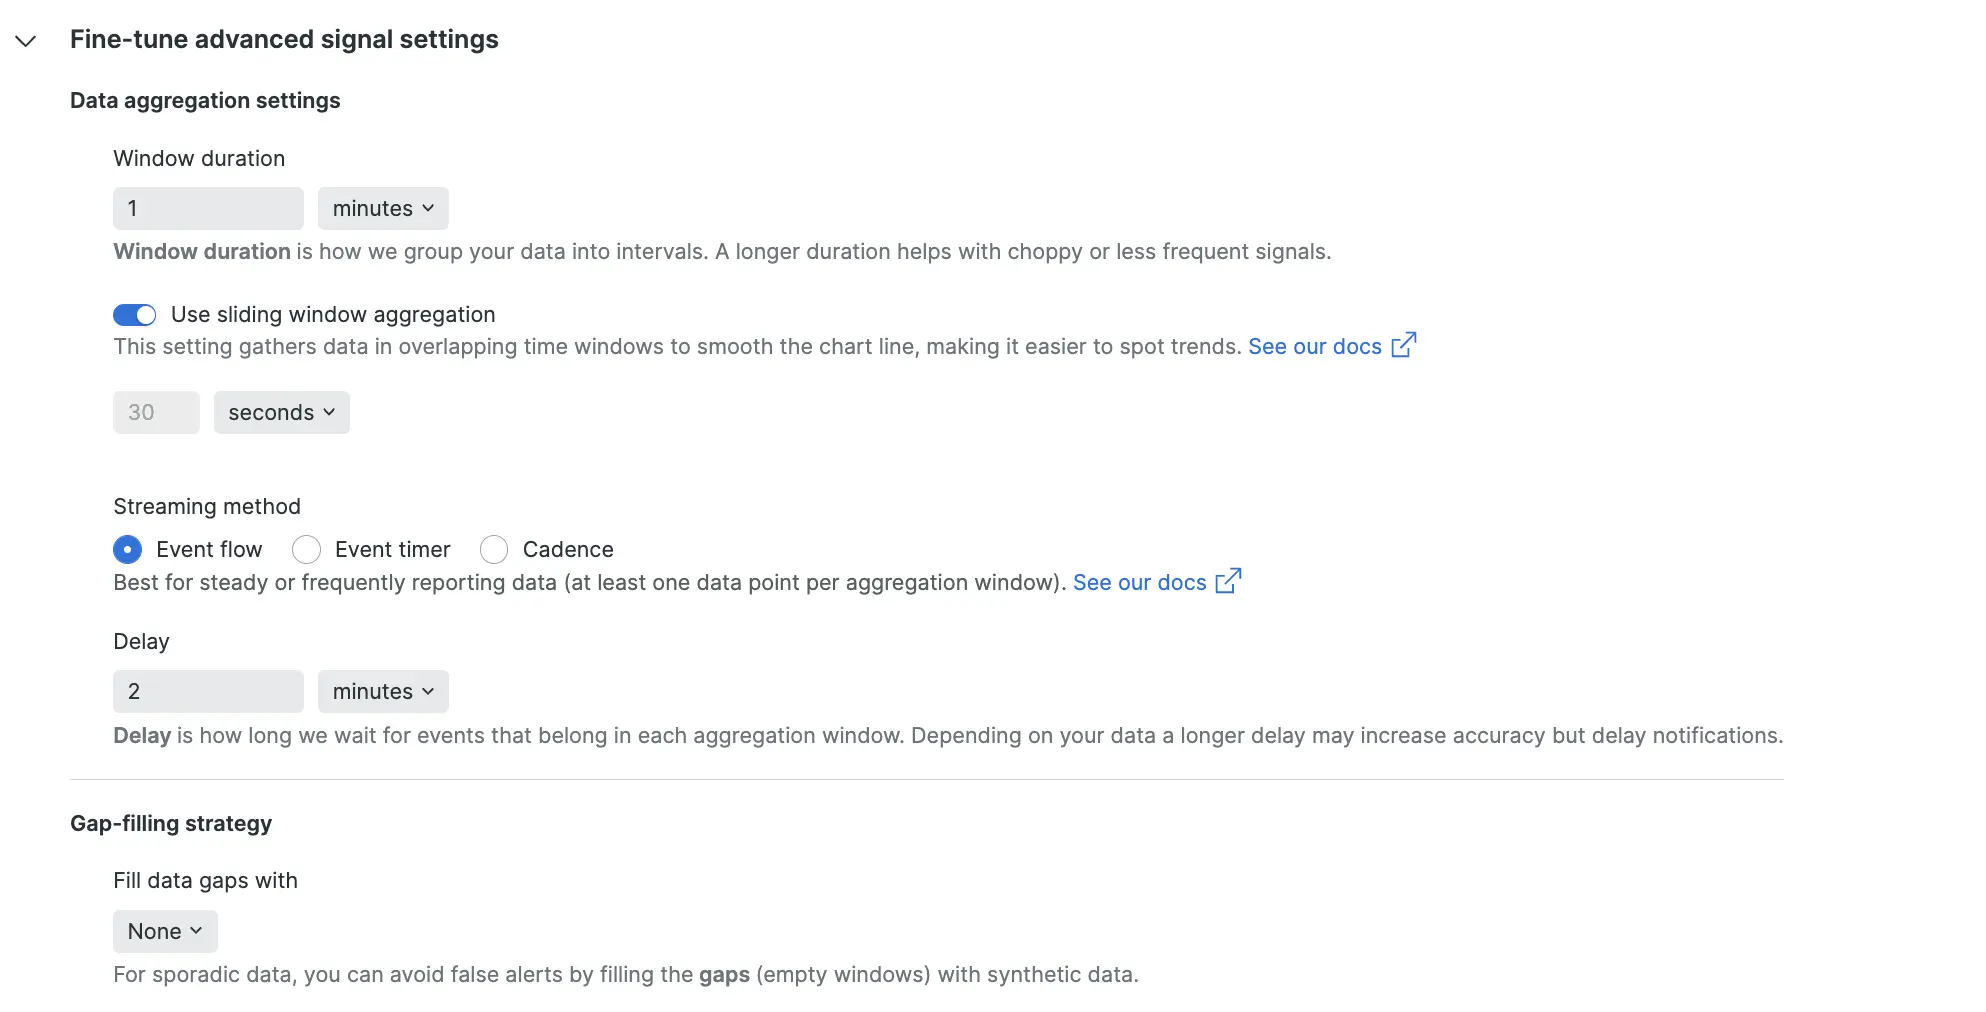 Fine-tune advanced signal settings
Data aggregation settings
Window duration
1 minutes
Window duration is how we group your data into intervals. A longer duration helps with choppy or less frequent signals.
Use sliding window aggregation
This setting gathers data in overlapping time windows to smooth the chart line, making it easier to spot trends. See our docs
30 seconds
Streaming method
Event flow Event timer Cadence
Best for steady or frequently reporting data (at least one data point per aggregation window). See our docs
Delay
2 minutes
Delay is how long we wait for events that belong in each aggregation window. Depending on your data a longer delay may increase accuracy but delay notifications.
Gap-filling strategy
Fill data gaps with
None
For sporadic data, you can avoid false alerts by filling the gaps (empty windows) with synthetic data.